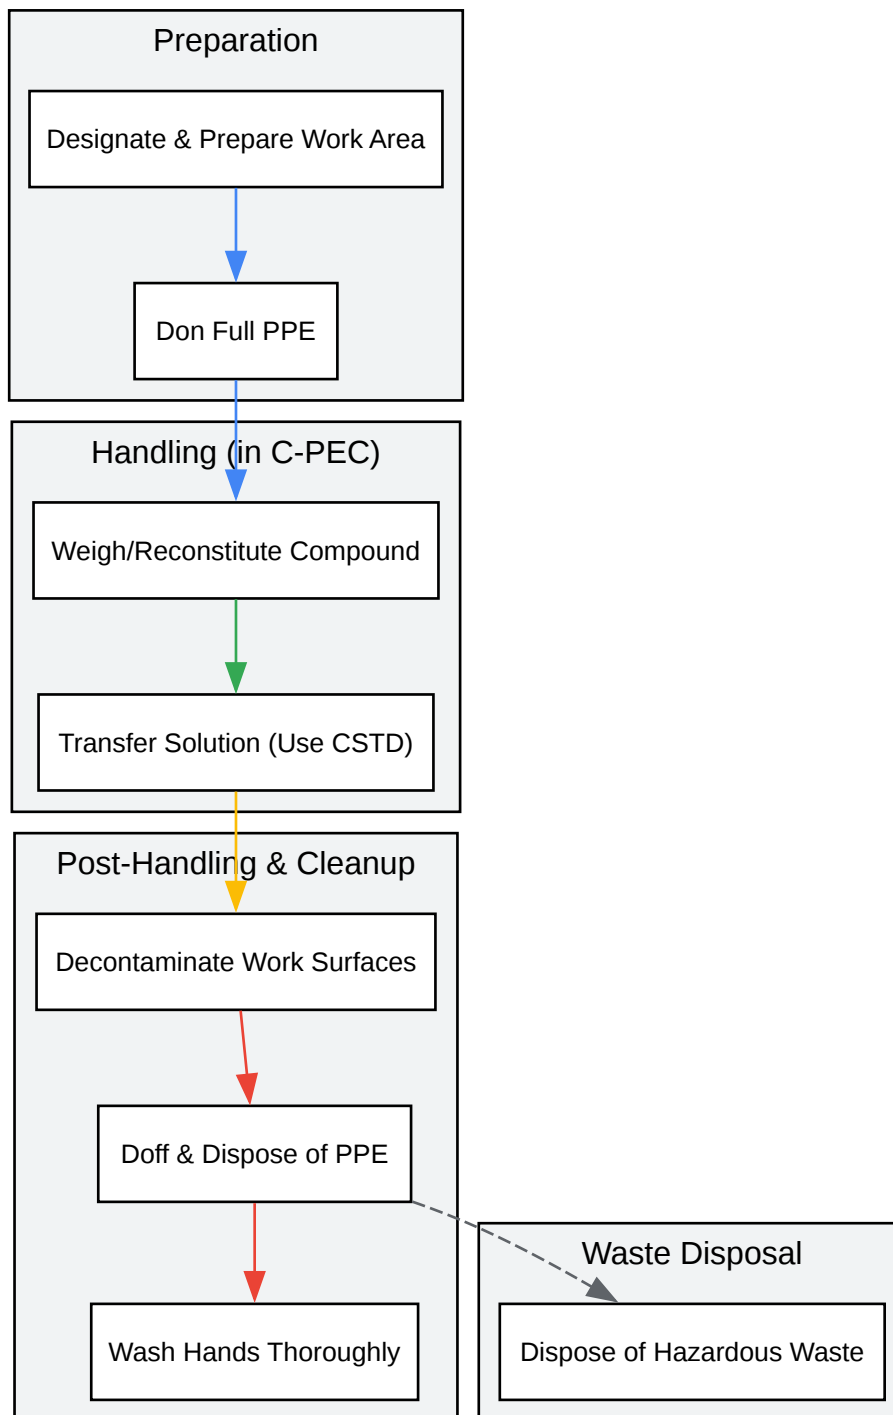 Preparation
Designate & Prepare Work Area
Don Full PPE
Handling (in C-PEC)
Weigh/Reconstitute Compound
Transfer Solution (Use CSTD)
Post-Handling & Cleanup
Decontaminate Work Surfaces
Doff & Dispose of PPE
Wash Hands Thoroughly
Waste Disposal
Dispose of Hazardous Waste